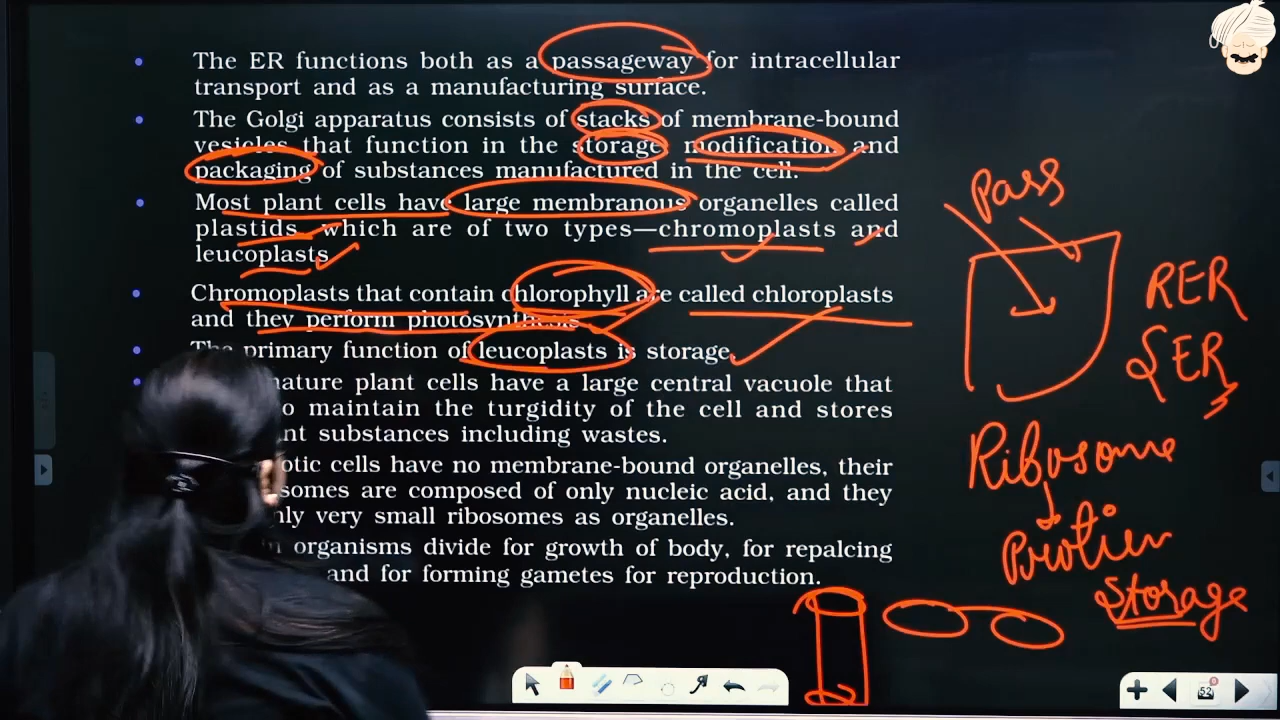 The ER functions both as a passageway for intracellular
transport and as a manufacturing surface.
The Golgi apparatus consists of stacks of membrane-bound
vesicles that function in the storage modification and
packaging of substances manufactured in the cell.
Most plant cells have large membranous organelles called
plastids which are of two types—chromoplasts and
leucoplasts
Chromoplasts that contain chlorophyll are called chloroplasts
and they perform photosynthesis.
The primary function of leucoplasts is storage.
mature plant cells have a large central vacuole that
maintain the turgidity of the cell and stores
substances including wastes.
cells have no membrane-bound organelles, their
are composed of only nucleic acid, and they
very small ribosomes as organelles.
organisms divide for growth of body, for repalcing
and for forming gametes for reproduction.
Pass
RER
SER
Ribosome
Protien
Storage
52